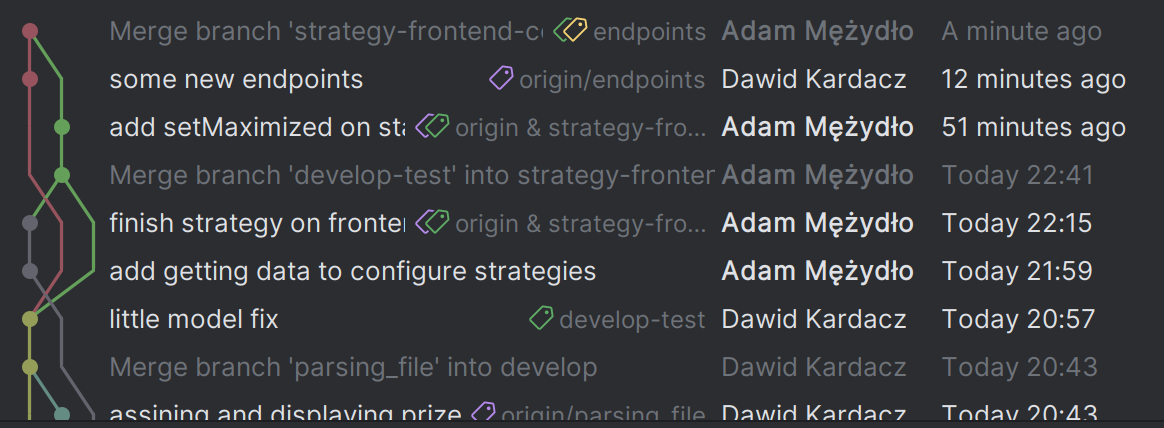 Merge branch 'strategy-frontend-c endpoints Adam Mężydło A minute ago
some new endpoints origin/endpoints Dawid Kardacz 12 minutes ago
add setMaximized on sta origin & strategy-fro... Adam Mężydło 51 minutes ago
Merge branch 'develop-test' into strategy-fronter Adam Mężydło Today 22:41
finish strategy on fronter origin & strategy-fro... Adam Mężydło Today 22:15
add getting data to configure strategies Adam Mężydło Today 21:59
little model fix develop-test Dawid Kardacz Today 20:57
Merge branch 'parsing_file' into develop Dawid Kardacz Today 20:43
assining and displaying prize origin/parsing_file Dawid Kardacz Today 20:43